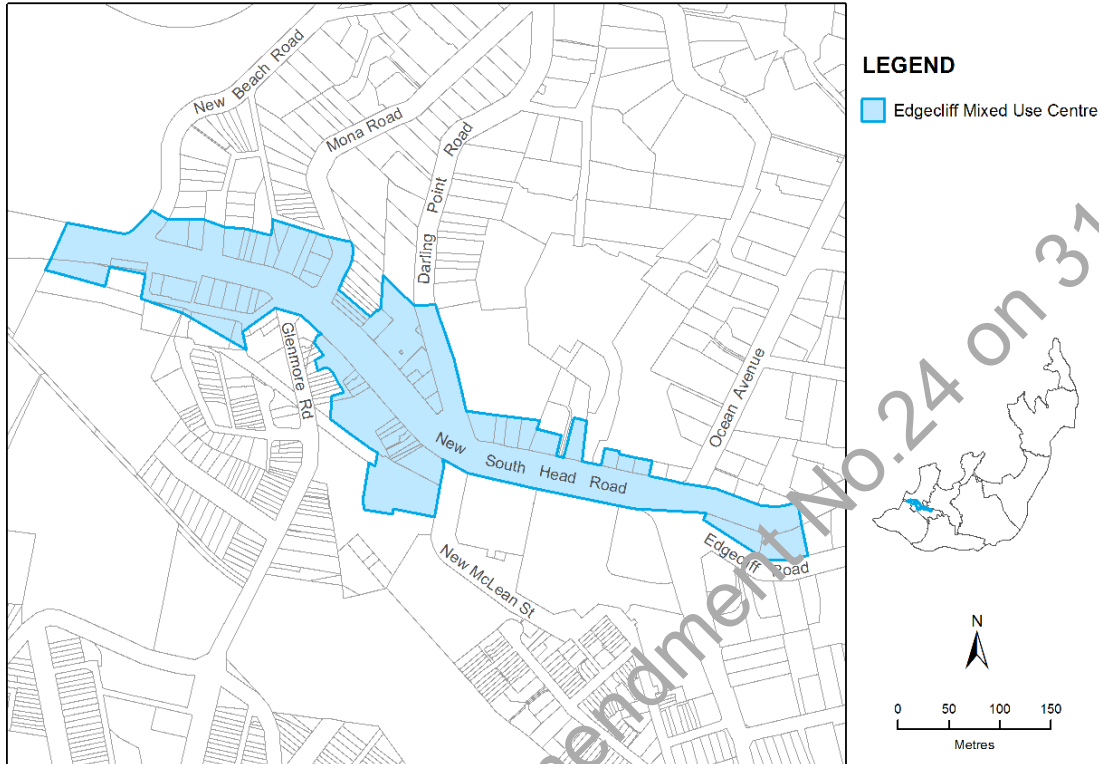 LEGEND
Edgecliff Mixed Use Centre
New Beach Road
Mona Road
Darling Point Road
Glenmore Rd
Ocean Avenue
New South Head Road
Edgecliff Road
New McLean St
N
0 50 100 150
Metres
No.24 on 31